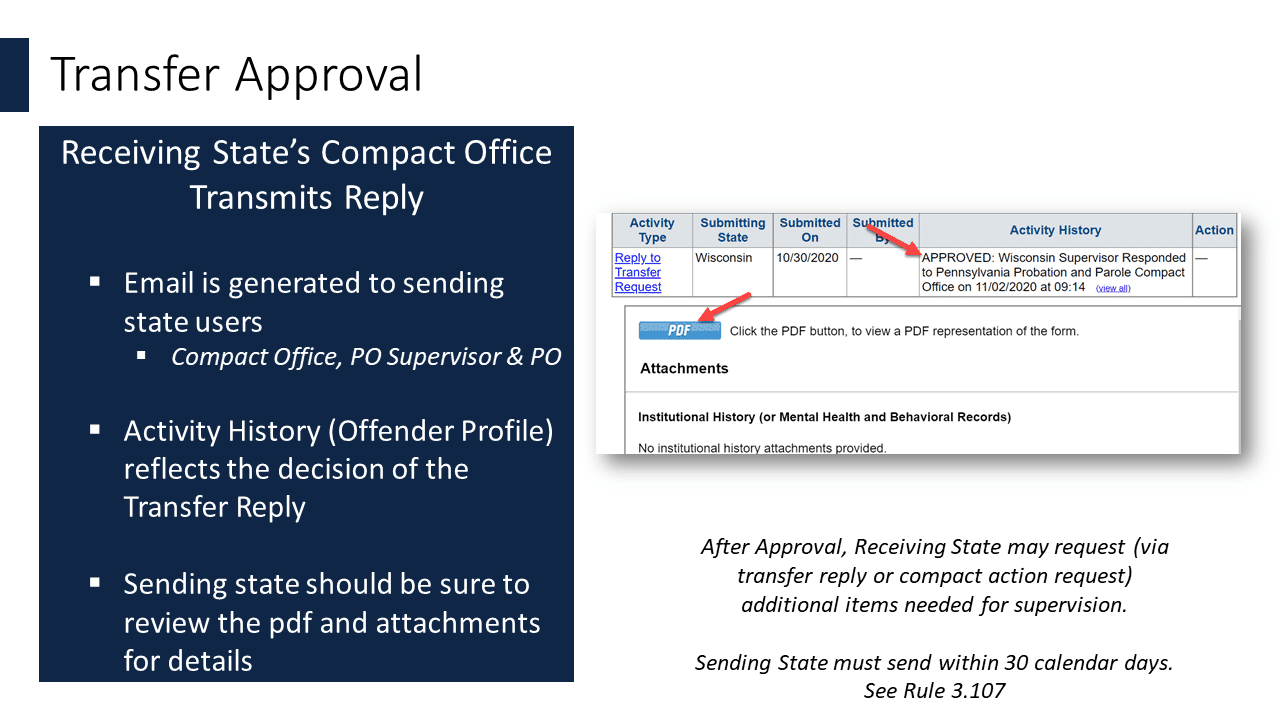 Transfer Approval
Receiving State's Compact Office
Transmits Reply
▪ Email is generated to sending
state users
▪ Compact Office, PO Supervisor & PO
▪ Activity History (Offender Profile)
reflects the decision of the
Transfer Reply
▪ Sending state should be sure to
review the pdf and attachments
for details
Activity Type Submitting State Submitted On Submitted By Activity History Action
Reply to Transfer Request Wisconsin 10/30/2020 — APPROVED: Wisconsin Supervisor Responded —
to Pennsylvania Probation and Parole Compact
Office on 11/02/2020 at 09:14 (view all)
PDF Click the PDF button, to view a PDF representation of the form.
Attachments
Institutional History (or Mental Health and Behavioral Records)
No institutional history attachments provided.
After Approval, Receiving State may request (via
transfer reply or compact action request)
additional items needed for supervision.
Sending State must send within 30 calendar days.
See Rule 3.107